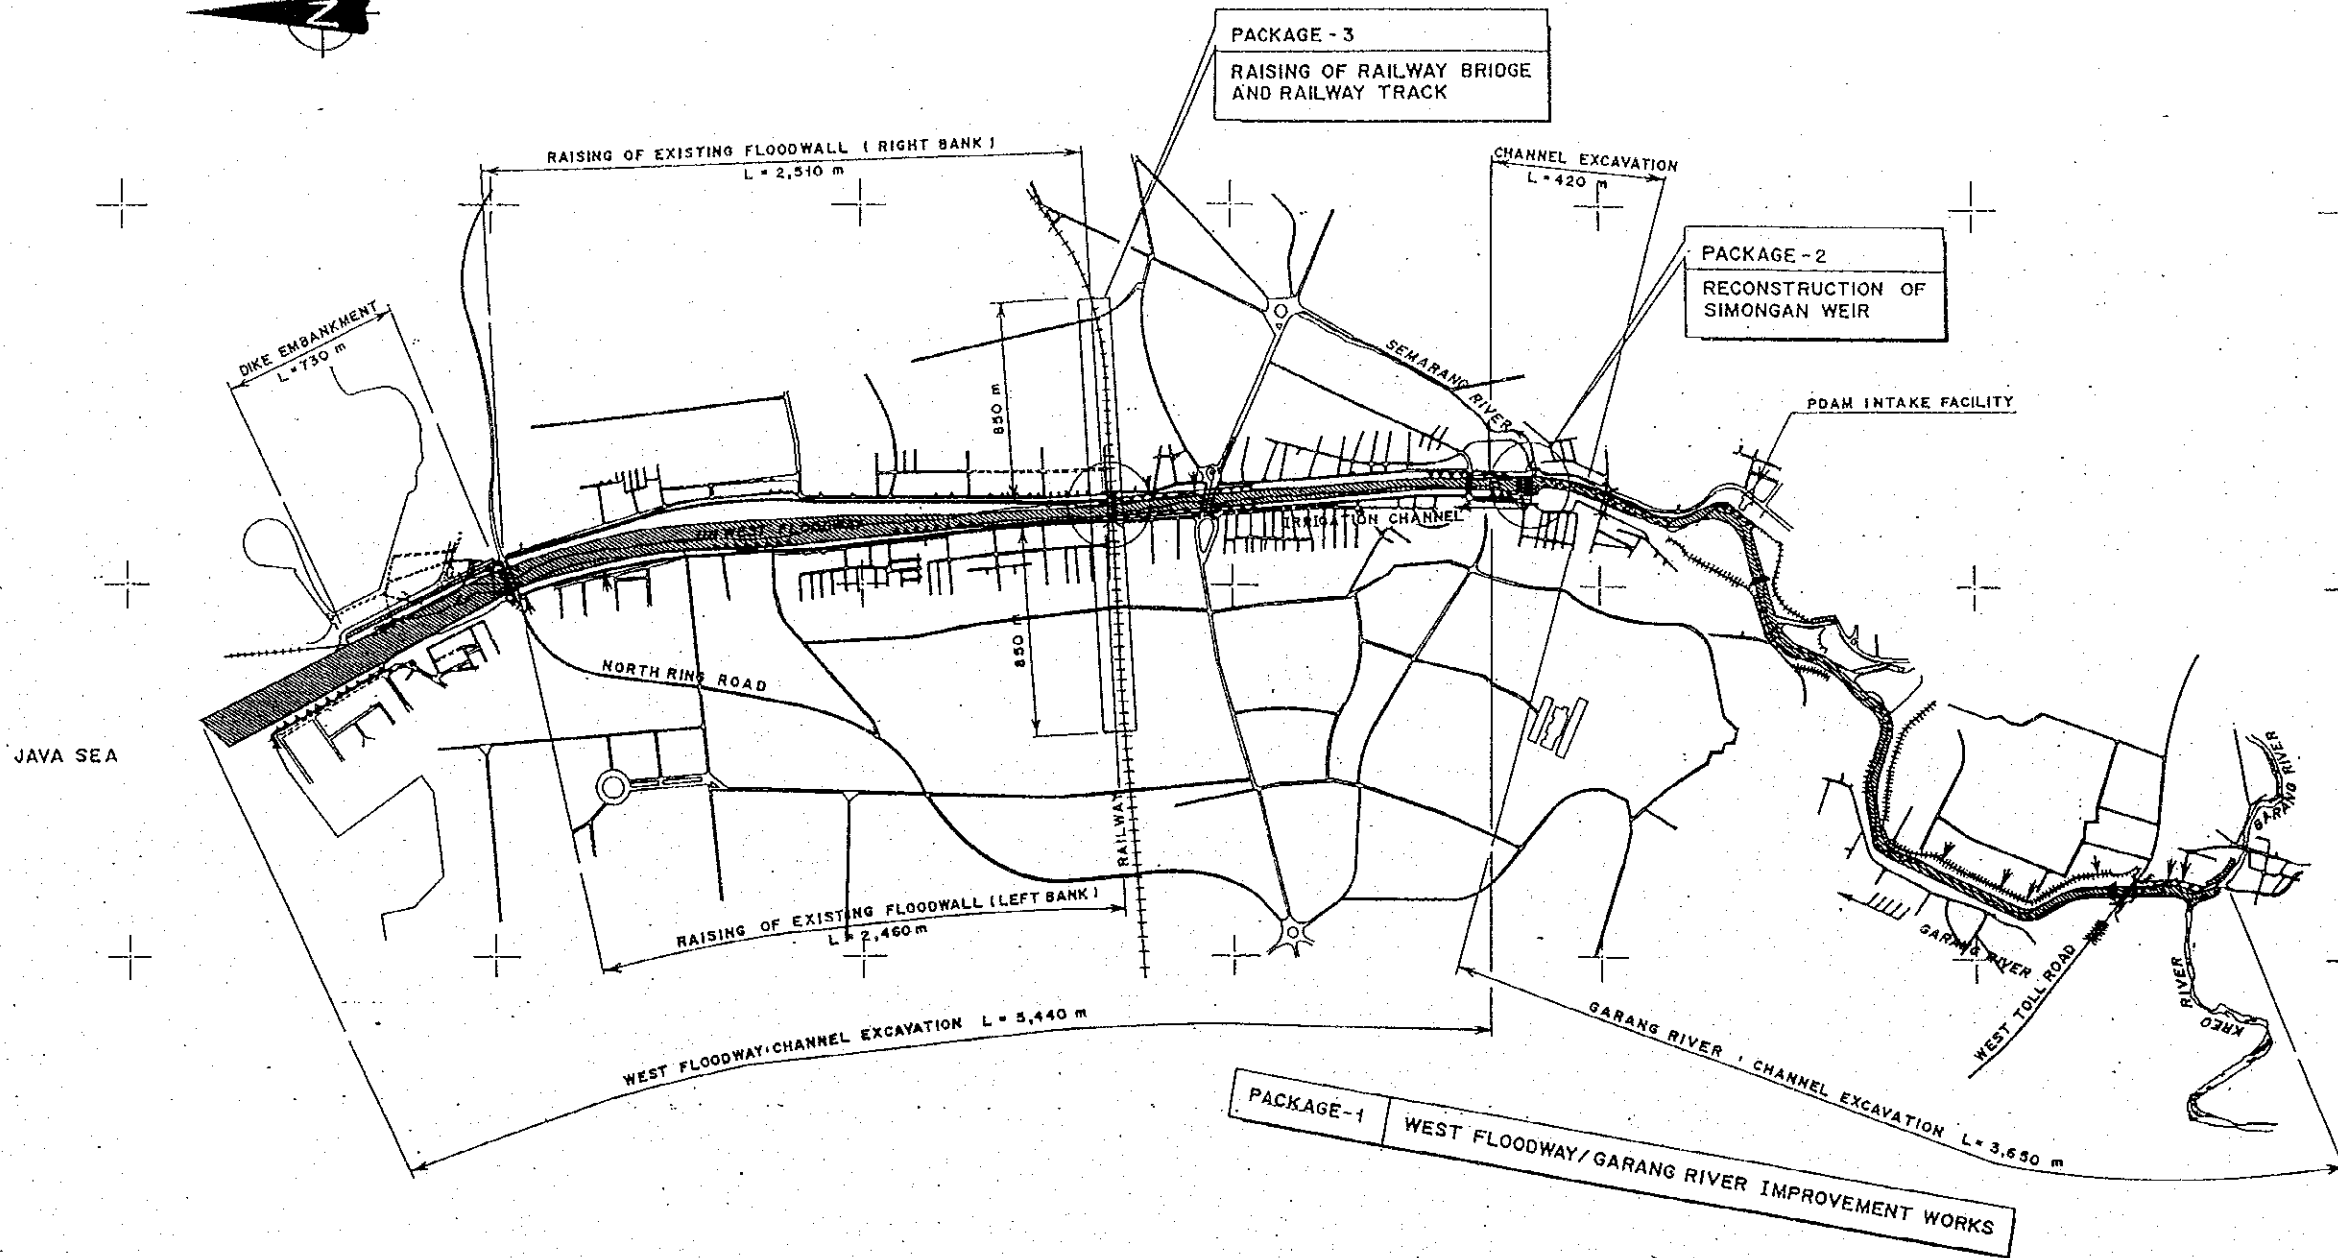 N
PACKAGE - 3
RAISING OF RAILWAY BRIDGE
AND RAILWAY TRACK
RAISING OF EXISTING FLOODWALL ( RIGHT BANK )
L = 2,510 m
CHANNEL EXCAVATION
L = 420 m
PACKAGE - 2
RECONSTRUCTION OF
SIMONGAN WEIR
DIKE EMBANKMENT
L = 730 m
SEMARANG RIVER
850 m
PDAM INTAKE FACILITY
WEST FLOODWAY
IRRIGATION CHANNEL
850 m
NORTH RING ROAD
JAVA SEA
RAILWAY
GARANG RIVER
RAISING OF EXISTING FLOODWALL ( LEFT BANK )
L = 2,460 m
GARANG RIVER
WEST TOLL ROAD
KREO RIVER
WEST FLOODWAY : CHANNEL EXCAVATION L = 5,440 m
GARANG RIVER : CHANNEL EXCAVATION L = 3,650 m
PACKAGE-1
WEST FLOODWAY/GARANG RIVER IMPROVEMENT WORKS